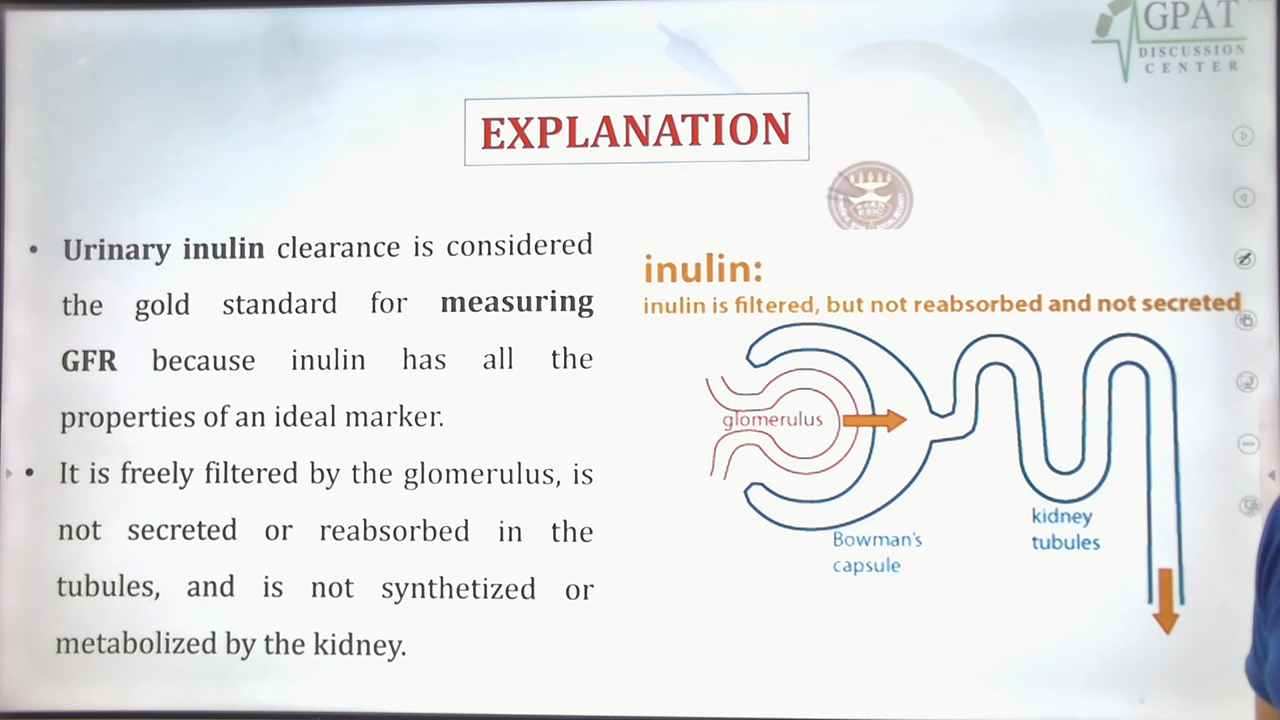 GPAT
DISCUSSION
CENTER
EXPLANATION
• Urinary inulin clearance is considered
the gold standard for measuring
GFR because inulin has all the
properties of an ideal marker.
• It is freely filtered by the glomerulus, is
not secreted or reabsorbed in the
tubules, and is not synthetized or
metabolized by the kidney.
inulin:
inulin is filtered, but not reabsorbed and not secreted
glomerulus
Bowman's
capsule
kidney
tubules